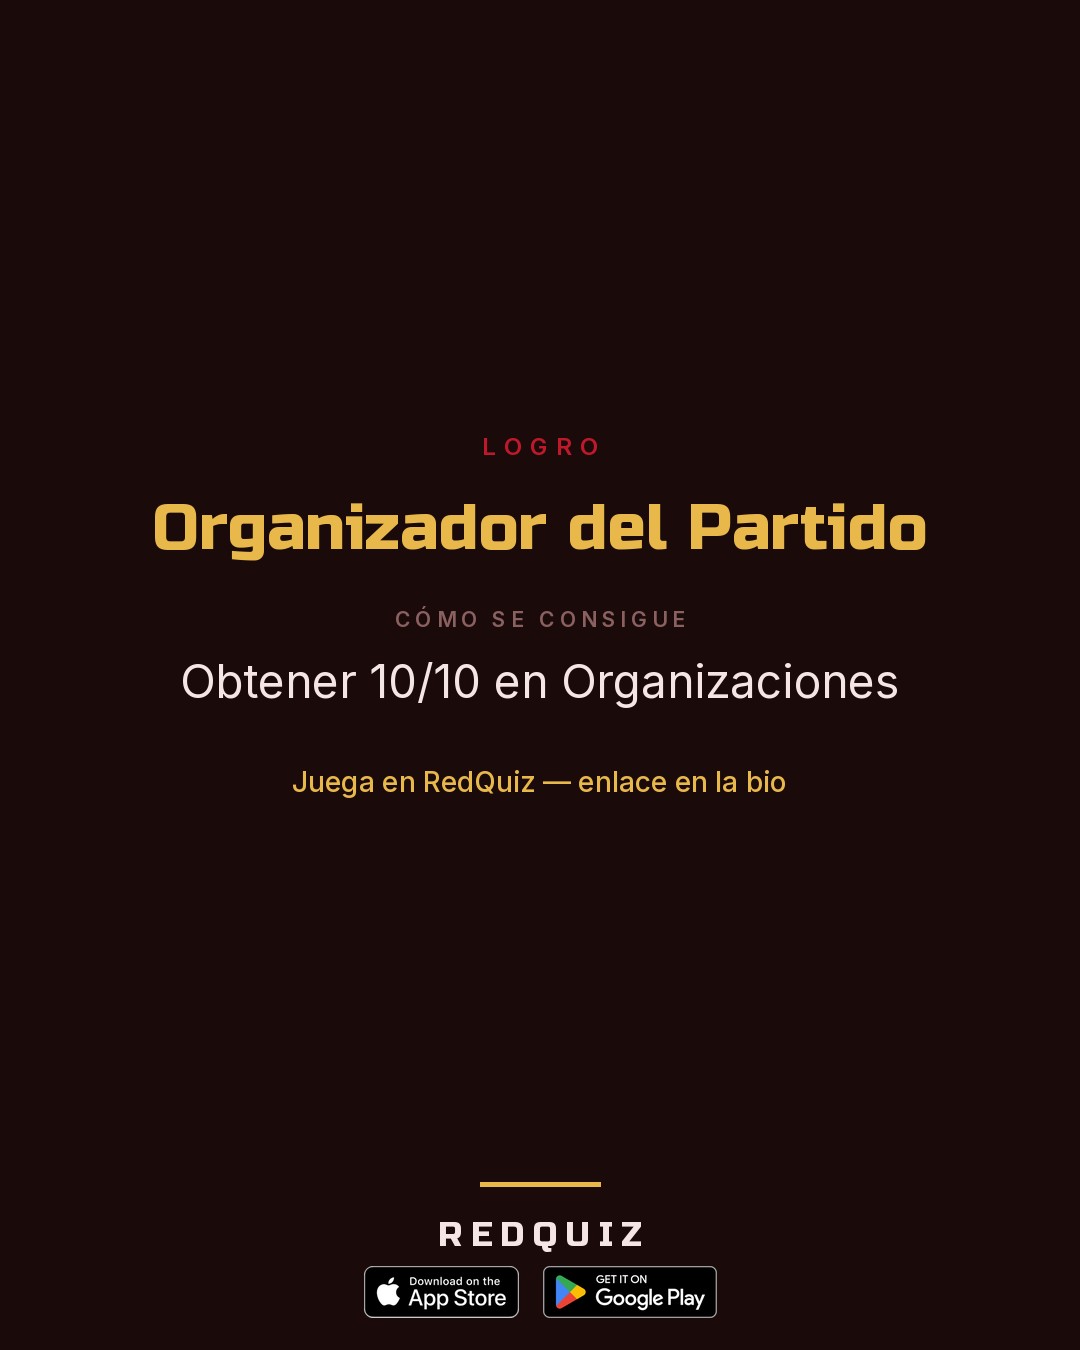 LOGRO
Organizador del Partido
CÓMO SE CONSIGUE
Obtener 10/10 en Organizaciones
Juega en RedQuiz — enlace en la bio
REDQUIZ
Download on the
App Store
GET IT ON
Google Play